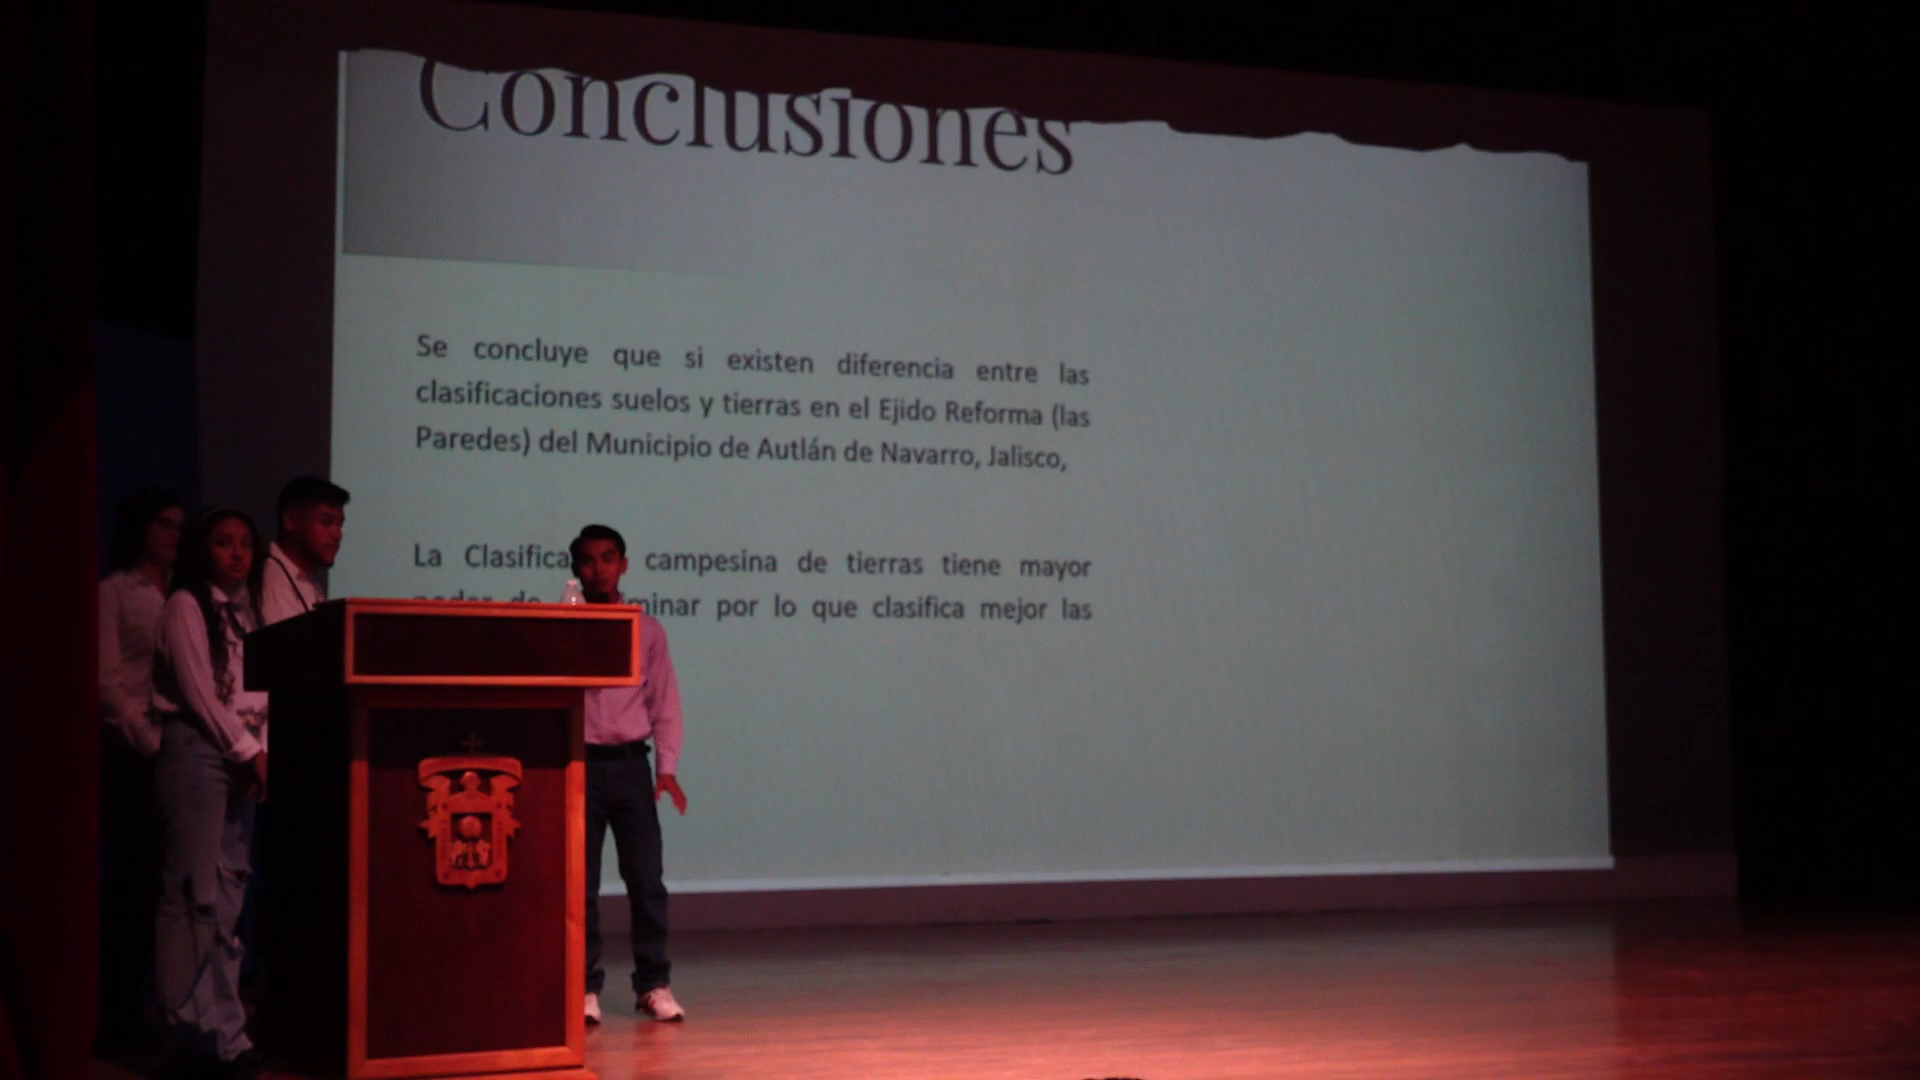 Conclusiones
Se concluye que si existen diferencia entre las
clasificaciones suelos y tierras en el Ejido Reforma (las
Paredes) del Municipio de Autlán de Navarro, Jalisco,
La Clasifica campesina de tierras tiene mayor
poder de minar por lo que clasifica mejor las